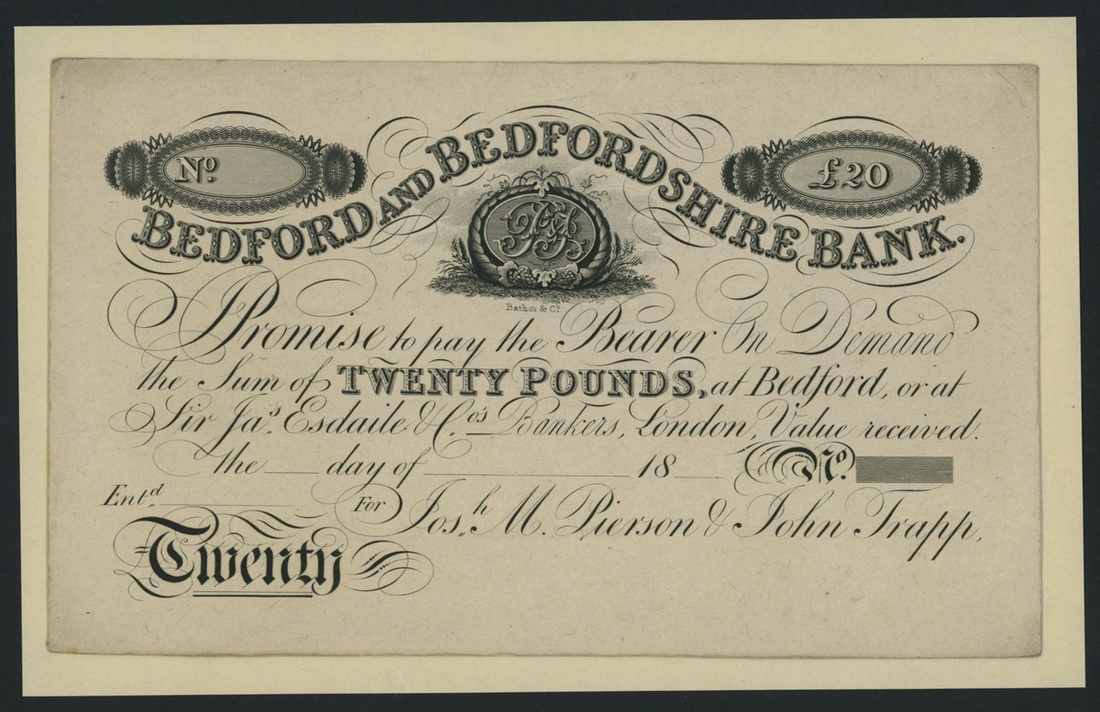 No.
£20
BEDFORD AND BEDFORDSHIRE BANK.
Batho's & Co.
I Promise to pay the Bearer On Demand
the Sum of TWENTY POUNDS, at Bedford, or at
Sir Jas. Esdaile & Co's Bankers, London, Value received.
the day of 18 No.
Entd. For Josh. M. Pierson & John Trapp.
£Twenty